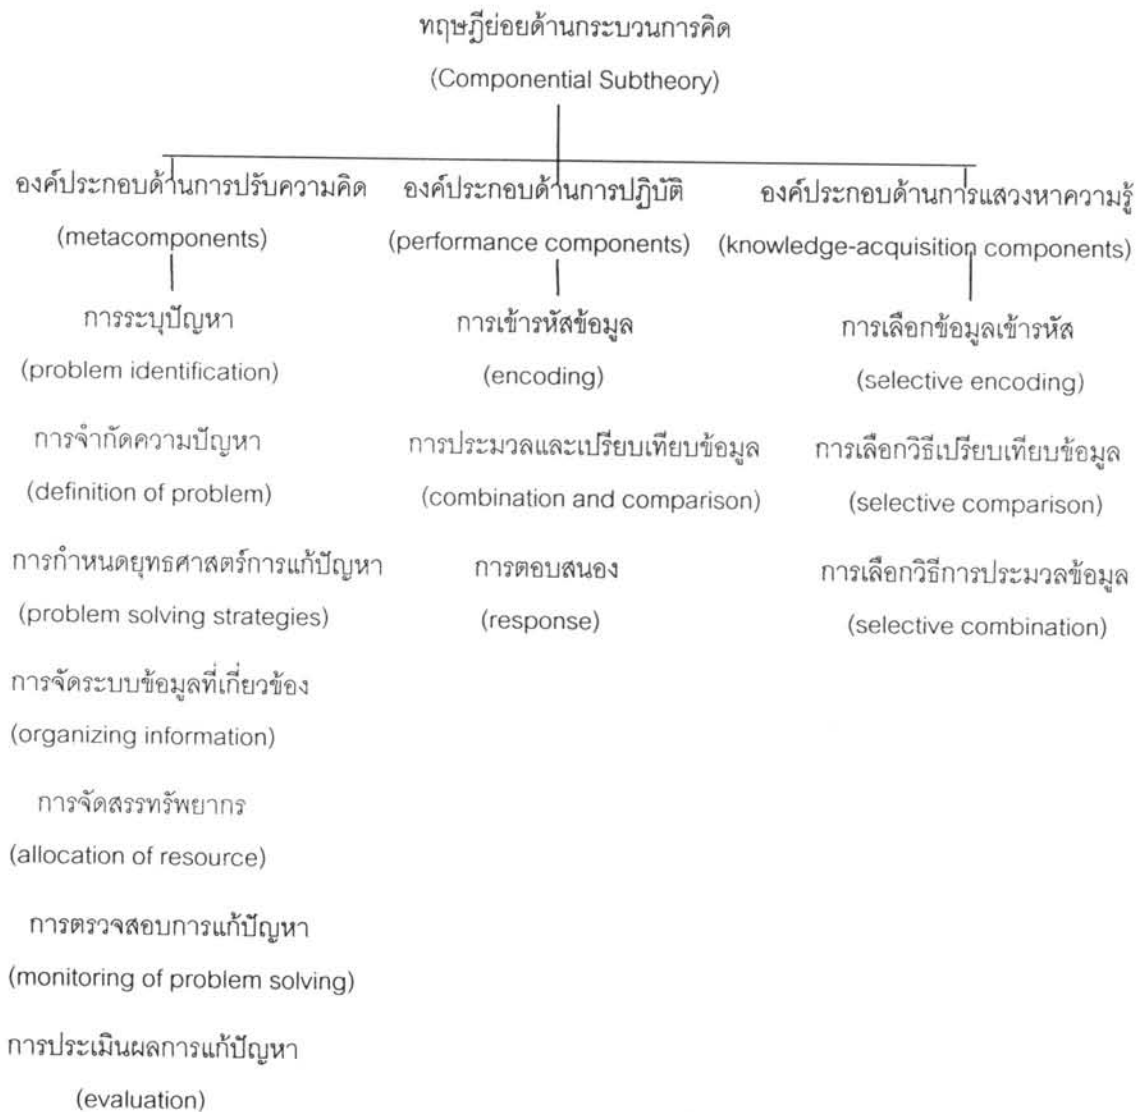 ทฤษฎีย่อยด้านกระบวนการคิด
(Componential Subtheory)
องค์ประกอบด้านการปรับความคิด
(metacomponents)
การระบุปัญหา
(problem identification)
การจำกัดความปัญหา
(definition of problem)
การกำหนดยุทธศาสตร์การแก้ปัญหา
(problem solving strategies)
การจัดระบบข้อมูลที่เกี่ยวข้อง
(organizing information)
การจัดสรรทรัพยากร
(allocation of resource)
การตรวจสอบการแก้ปัญหา
(monitoring of problem solving)
การประเมินผลการแก้ปัญหา
(evaluation)
องค์ประกอบด้านการปฏิบัติ
(performance components)
การเข้ารหัสข้อมูล
(encoding)
การประมวลและเปรียบเทียบข้อมูล
(combination and comparison)
การตอบสนอง
(response)
องค์ประกอบด้านการแสวงหาความรู้
(knowledge-acquisition components)
การเลือกข้อมูลเข้ารหัส
(selective encoding)
การเลือกวิธีเปรียบเทียบข้อมูล
(selective comparison)
การเลือกวิธีการประมวลข้อมูล
(selective combination)